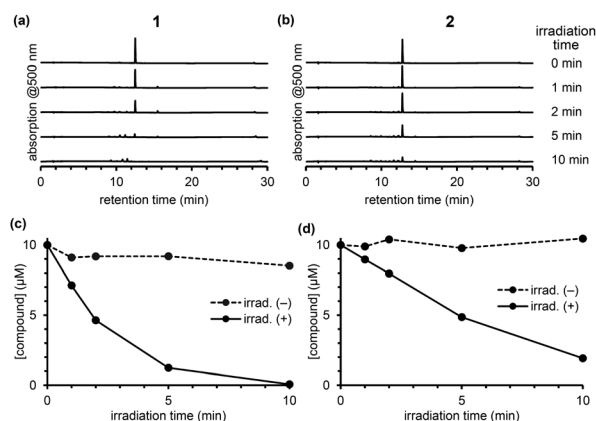 (a)
1
(b)
2
irradiation
time
absorption @500 nm
absorption @500 nm
0 min
1 min
2 min
5 min
10 min
0 10 20 30
0 10 20 30
retention time (min)
retention time (min)
(c)
(d)
10
5
0
[compound] (μM)
irrad. (–)
irrad. (+)
0 5 10
irradiation time (min)
10
5
0
[compound] (μM)
irrad. (–)
irrad. (+)
0 5 10
irradiation time (min)